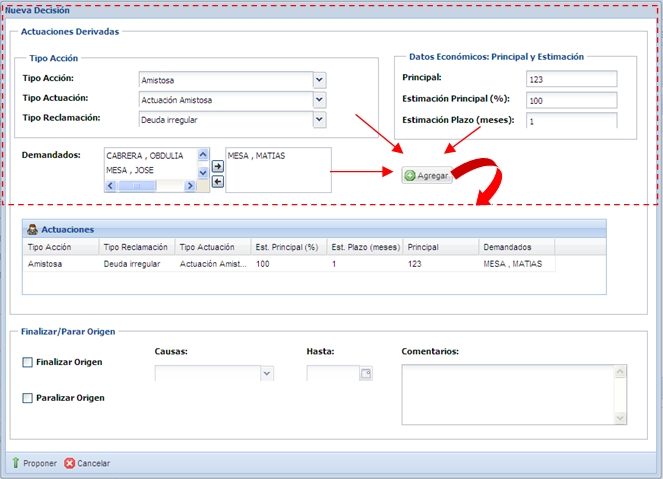 Nueva Decisión
Actuaciones Derivadas
Tipo Acción
Tipo Acción: Amistosa
Tipo Actuación: Actuación Amistosa
Tipo Reclamación: Deuda irregular
Datos Económicos: Principal y Estimación
Principal: 123
Estimación Principal (%): 100
Estimación Plazo (meses): 1
Demandados:
CABRERA , OBDULIA
MESA , JOSE
MESA , MATIAS
Agregar
Actuaciones
Tipo Acción Tipo Reclamación Tipo Actuación Est. Principal (%) Est. Plazo (meses) Principal Demandados
Amistosa Deuda irregular Actuación Amist... 100 1 123 MESA , MATIAS
Finalizar/Parar Origen
Finalizar Origen
Paralizar Origen
Causas:
Hasta:
Comentarios:
Proponer Cancelar